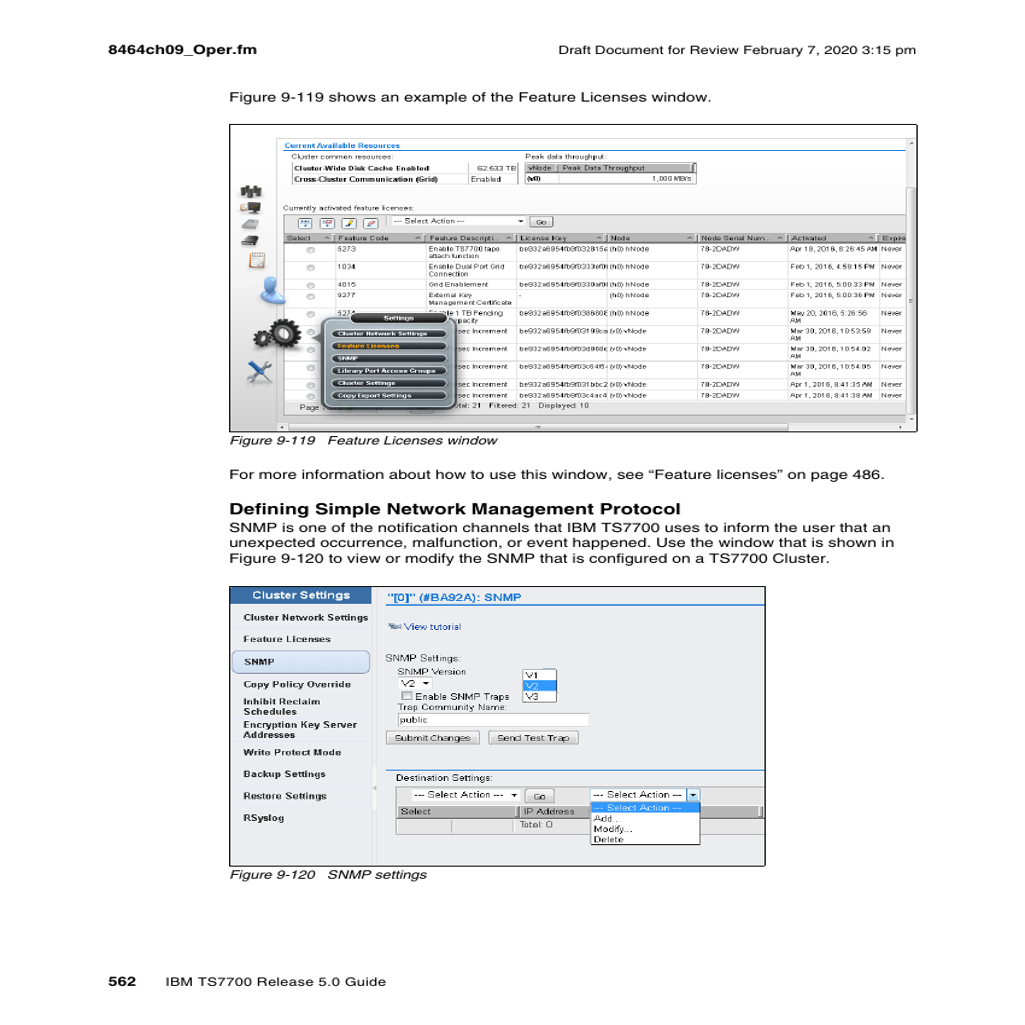 8464ch09_Oper.fm
Draft Document for Review February 7, 2020 3:15 pm
Figure 9-119 shows an example of the Feature Licenses window.
Current Available Resources
Cluster common resources:
Peak data throughput:
Cluster-Wide Disk Cache Enabled 62.533 TB
vNode Peak Data Throughput
Cross-Cluster Communication (Grid) Enabled
(v0) 1,000 MB/s
Currently activated feature licenses:
--- Select Action --- Go
Select Feature Code Feature Descripti... License Key Node Node Serial Num... Activated Expire
5273 Enable TS7700 tape attach function (h0) hNode 78-2DADW Apr 19, 2016, 8:26:45 AM Never
1034 Enable Dual Port Grid Connection (h0) hNode 78-2DADW Feb 1, 2016, 4:59:15 PM Never
4015 Grid Enablement (h0) hNode 78-2DADW Feb 1, 2016, 5:00:33 PM Never
9277 External Key Management Certificate - (h0) hNode 78-2DADW Feb 1, 2016, 5:00:36 PM Never
1 TB Pending (h0) hNode 78-2DADW May 20, 2016, 5:26:56 AM Never
sec Increment (v0) vNode 78-2DADW Mar 30, 2016, 10:53:59 AM Never
sec Increment (v0) vNode 78-2DADW Mar 30, 2016, 10:54:02 AM Never
sec Increment (v0) vNode 78-2DADW Mar 30, 2016, 10:54:05 AM Never
sec Increment (v0) vNode 78-2DADW Apr 1, 2016, 8:41:35 AM Never
sec Increment (v0) vNode 78-2DADW Apr 1, 2016, 8:41:38 AM Never
Settings
Cluster Network Settings
Feature Licenses
SNMP
Library Port Access Groups
Cluster Settings
Copy Export Settings
Page
Total: 21 Filtered: 21 Displayed: 10
Figure 9-119 Feature Licenses window
For more information about how to use this window, see “Feature licenses” on page 486.
Defining Simple Network Management Protocol
SNMP is one of the notification channels that IBM TS7700 uses to inform the user that an
unexpected occurrence, malfunction, or event happened. Use the window that is shown in
Figure 9-120 to view or modify the SNMP that is configured on a TS7700 Cluster.
Cluster Settings
Cluster Network Settings
Feature Licenses
SNMP
Copy Policy Override
Inhibit Reclaim
Schedules
Encryption Key Server
Addresses
Write Protect Mode
Backup Settings
Restore Settings
RSyslog
"[0]" (#BA92A): SNMP
View tutorial
SNMP Settings:
SNMP Version
V2
V1
V2
V3
Enable SNMP Traps
Trap Community Name:
public
Submit Changes Send Test Trap
Destination Settings:
--- Select Action --- Go --- Select Action ---
Select IP Address
--- Select Action ---
Add...
Modify...
Delete
Total: 0
Figure 9-120 SNMP settings
562 IBM TS7700 Release 5.0 Guide